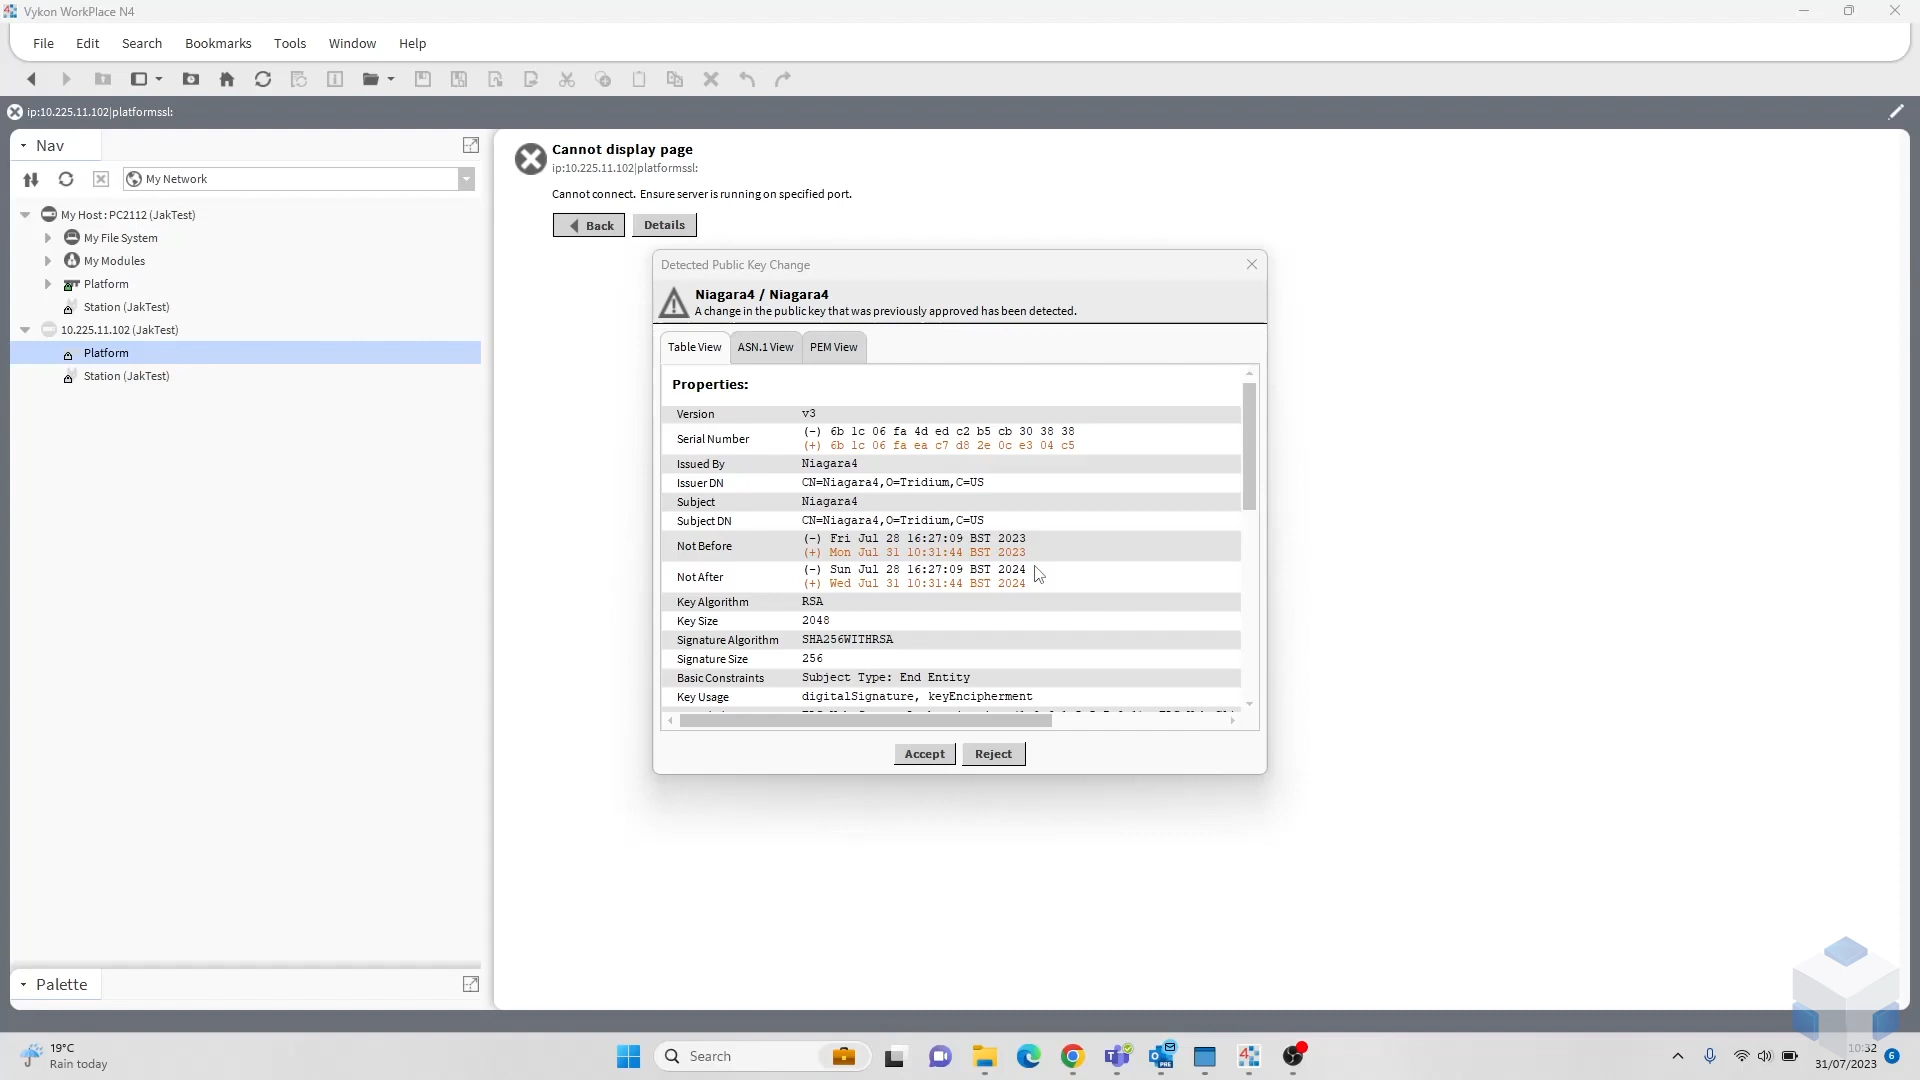 Vykon WorkPlace N4
File Edit Search Bookmarks Tools Window Help
ip:10.225.11.102|platformssl:
Nav
My Network
My Host : PC2112 (JakTest)
My File System
My Modules
Platform
Station (JakTest)
10.225.11.102 (JakTest)
Platform
Station (JakTest)
Palette
Cannot display page
ip:10.225.11.102|platformssl:
Cannot connect. Ensure server is running on specified port.
Back Details
Detected Public Key Change
Niagara4 / Niagara4
A change in the public key that was previously approved has been detected.
Table View ASN.1 View PEM View
Properties:
Version v3
Serial Number (-) 6b 1c 06 fa 4d ed c2 b5 cb 30 38 38
(+) 6b 1c 06 fa ea c7 d8 2e 0c e3 04 c5
Issued By Niagara4
Issuer DN CN=Niagara4,O=Tridium,C=US
Subject Niagara4
Subject DN CN=Niagara4,O=Tridium,C=US
Not Before (-) Fri Jul 28 16:27:09 BST 2023
(+) Mon Jul 31 10:31:44 BST 2023
Not After (-) Sun Jul 28 16:27:09 BST 2024
(+) Wed Jul 31 10:31:44 BST 2024
Key Algorithm RSA
Key Size 2048
Signature Algorithm SHA256WITHRSA
Signature Size 256
Basic Constraints Subject Type: End Entity
Key Usage digitalSignature, keyEncipherment
Accept Reject
19°C
Rain today
Search
10:32
31/07/2023
6